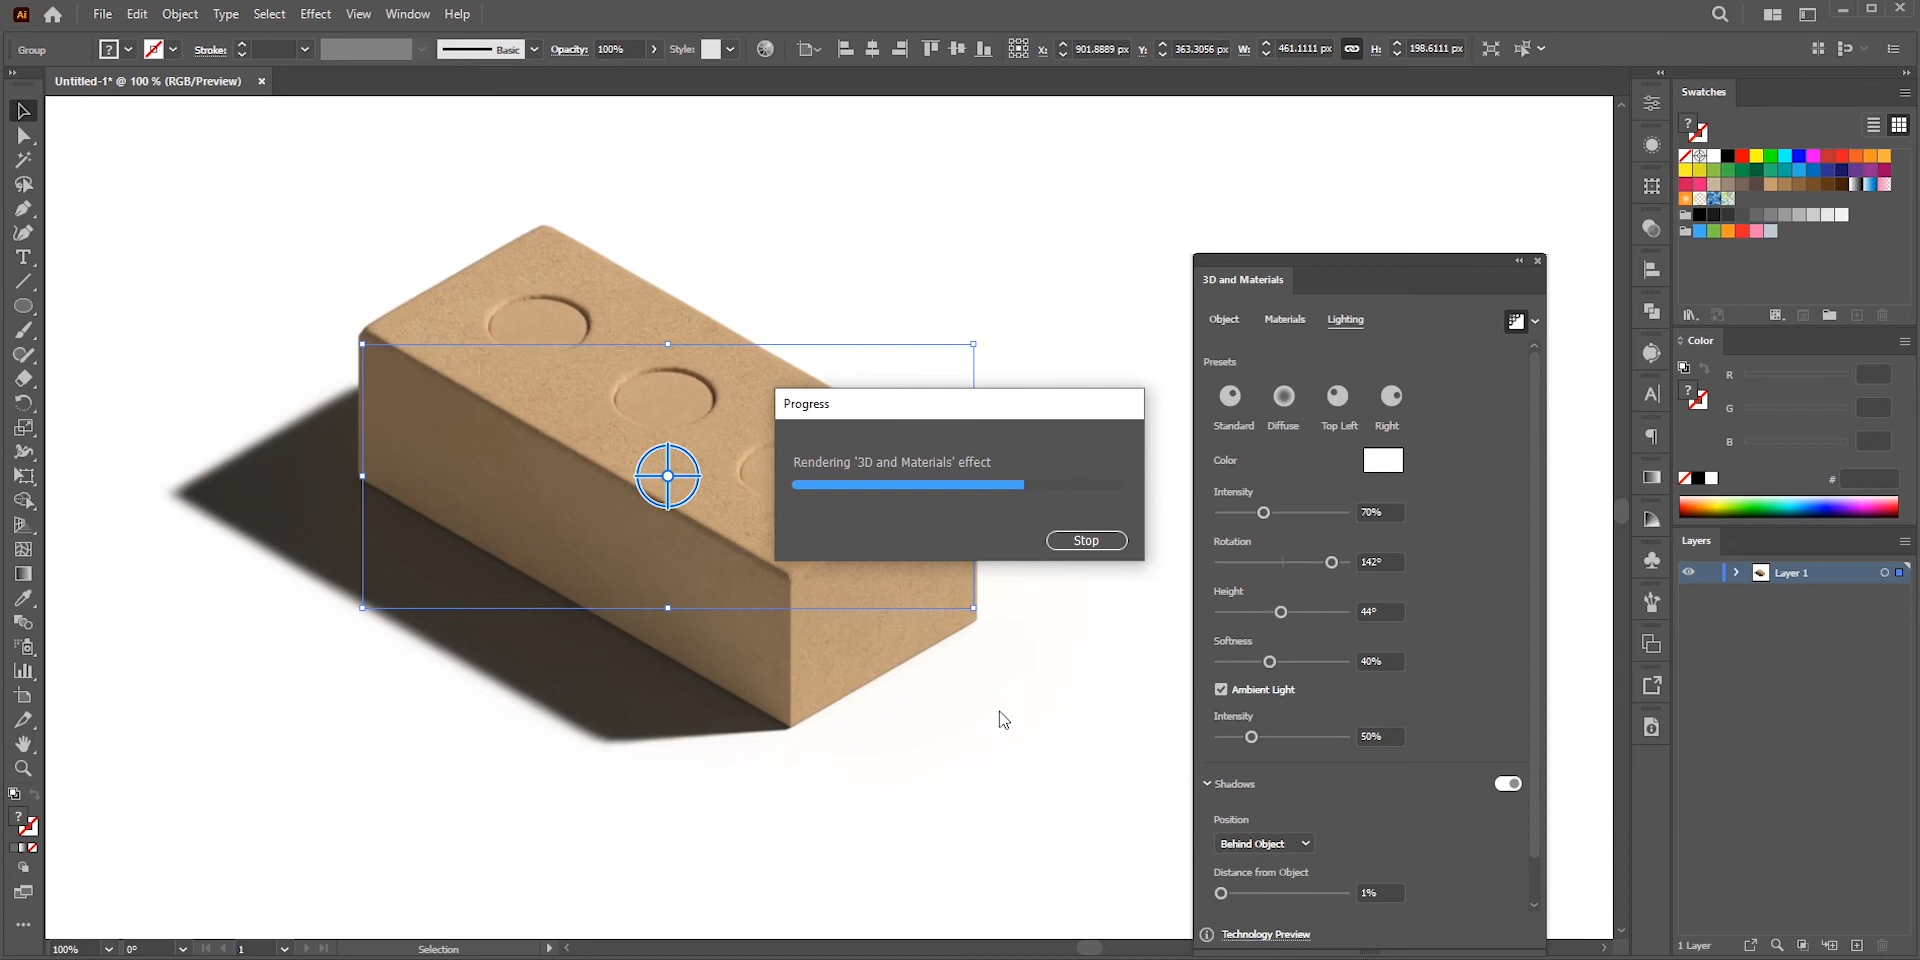 Ai File Edit Object Type Select Effect View Window Help
Group ? Stroke: Basic Opacity: 100% Style: X: 901.8889 px Y: 363.3056 px W: 461.1111 px H: 198.6111 px
Untitled-1* @ 100 % (RGB/Preview)
Swatches
?
3D and Materials
Object Materials Lighting
Presets
Standard Diffuse Top Left Right
Color
Intensity
70%
Rotation
142°
Height
44°
Softness
40%
Ambient Light
Intensity
50%
Shadows
Position
Behind Object
Distance from Object
1%
Technology Preview
Progress
Rendering '3D and Materials' effect
Stop
Color
R
? G
B
#
Layers
Layer 1
1 Layer
?
100% 0° 1 Selection